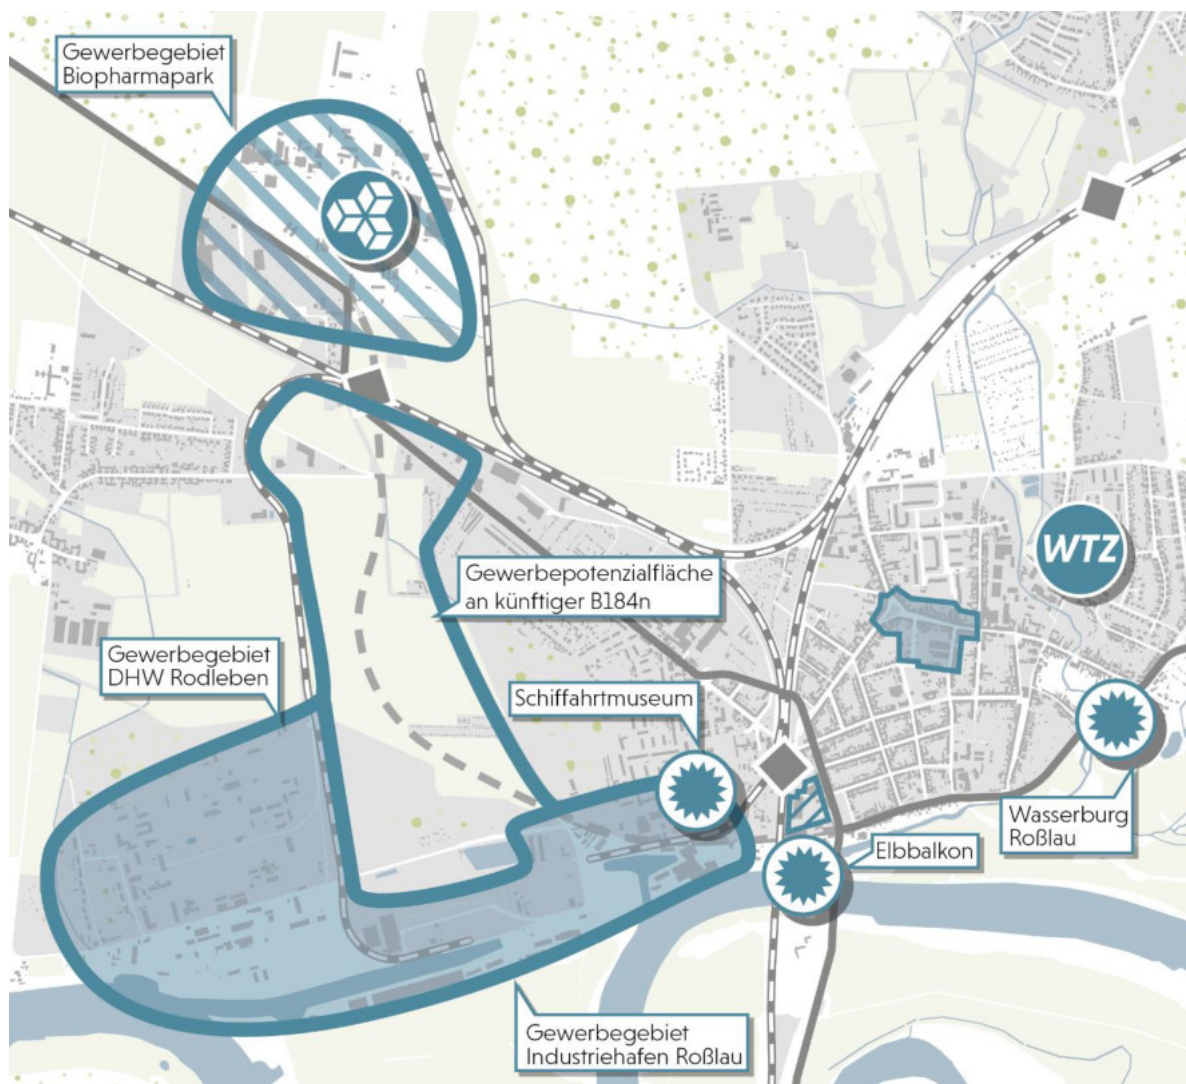 Gewerbegebiet
Biopharmapark
WTZ
Gewerbepotenzialfläche
an künftiger B184n
Gewerbegebiet
DHW Rodleben
Schiffahrtmuseum
Wasserburg
Roßlau
Elbbalkon
Gewerbegebiet
Industriehafen Roßlau